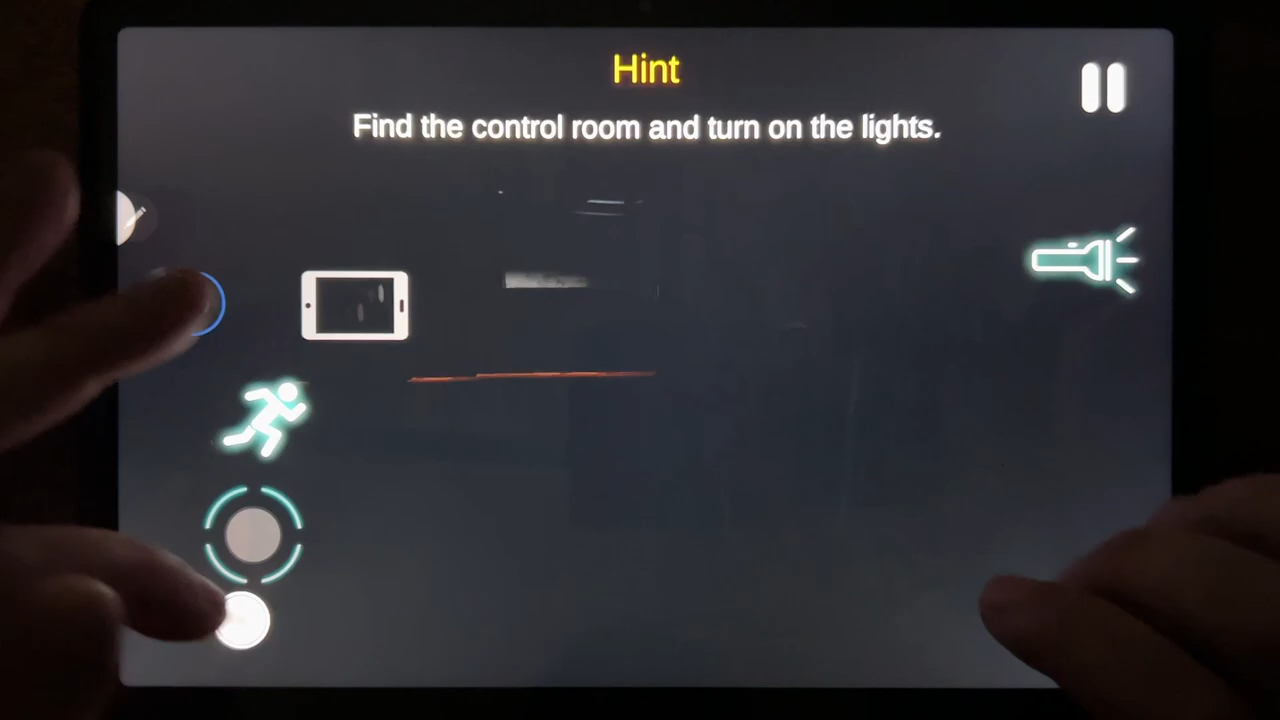 Hint
Find the control room and turn on the lights.